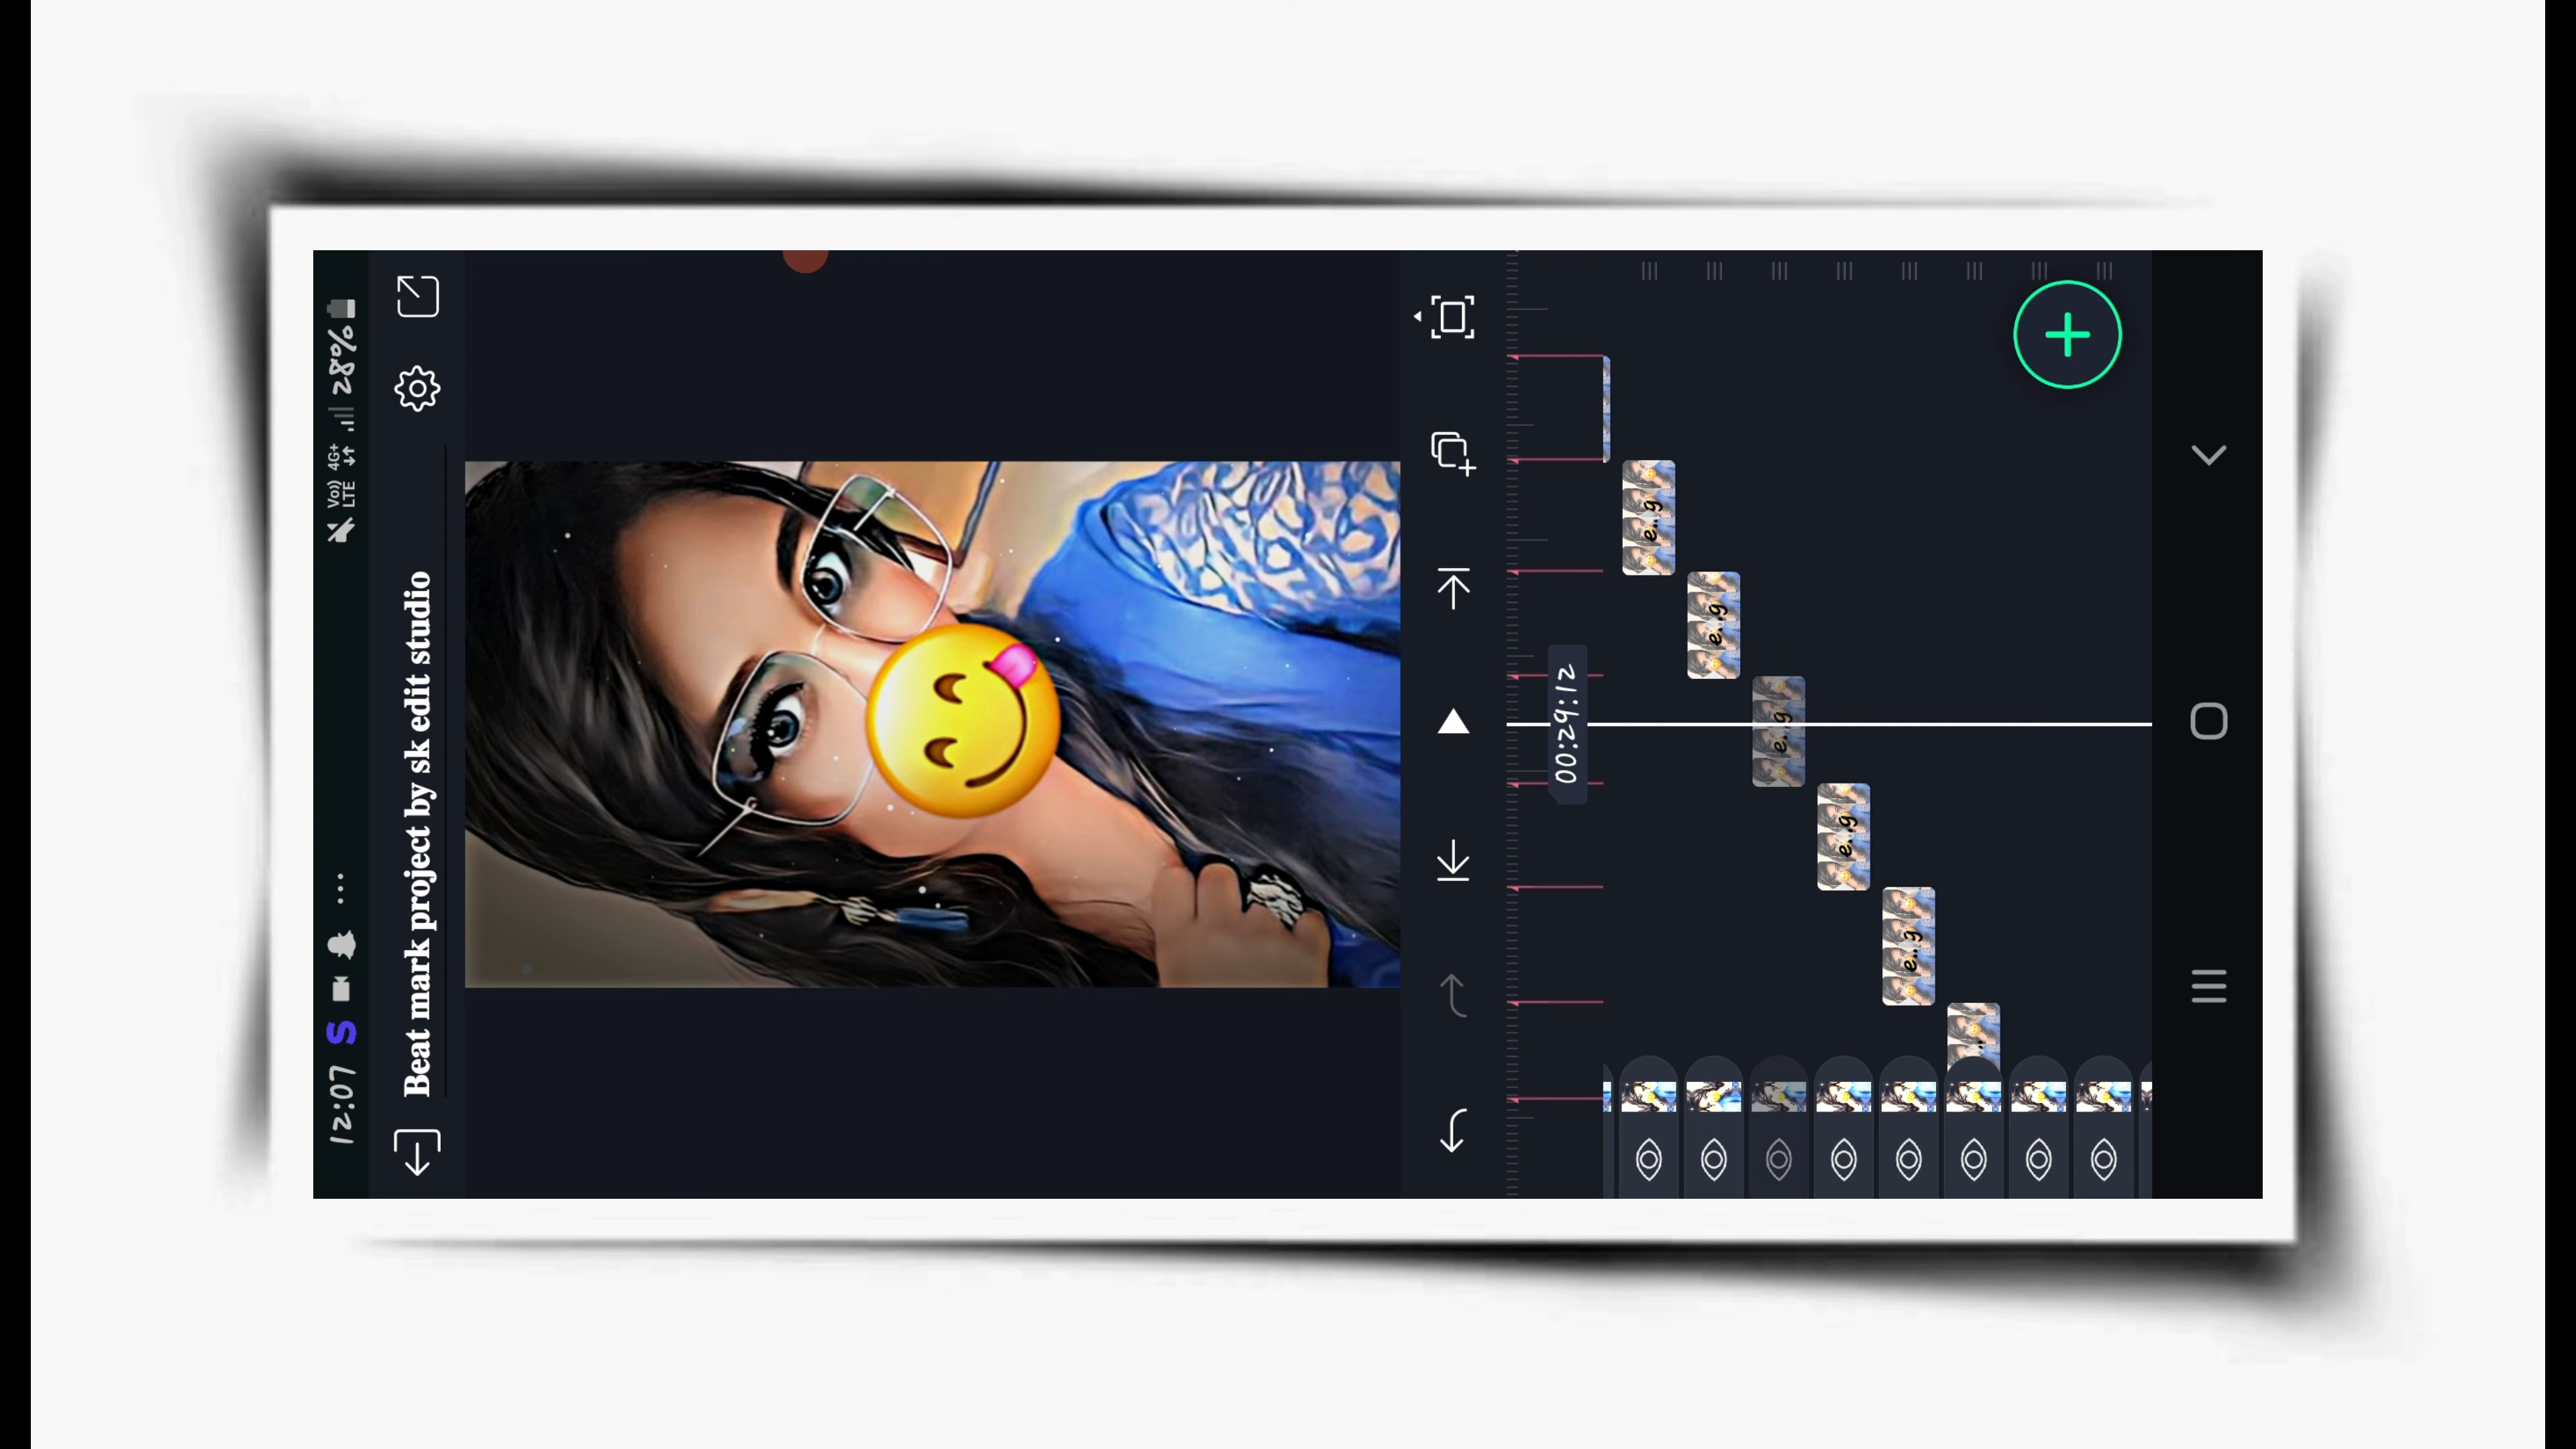 12:07 S ... Vo)) LTE 4G+ 28%
Beat mark project by sk edit studio
00:29:12
e...g
e...g
e...g
e...g
e...g